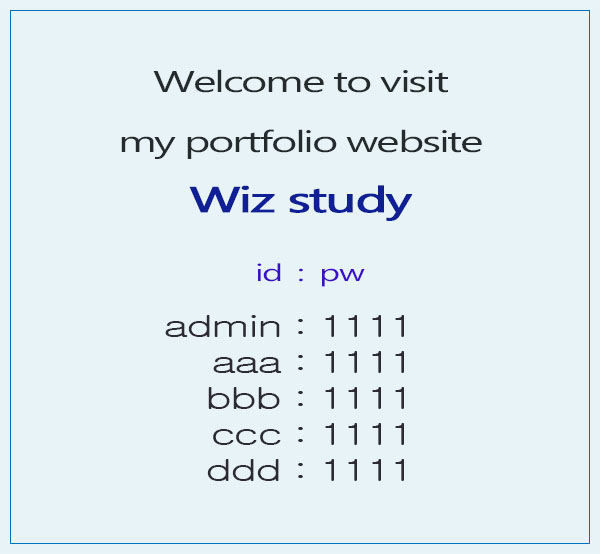 Welcome to visit
my portfolio website
Wiz study
id : pw
admin : 1111
aaa : 1111
bbb : 1111
ccc : 1111
ddd : 1111